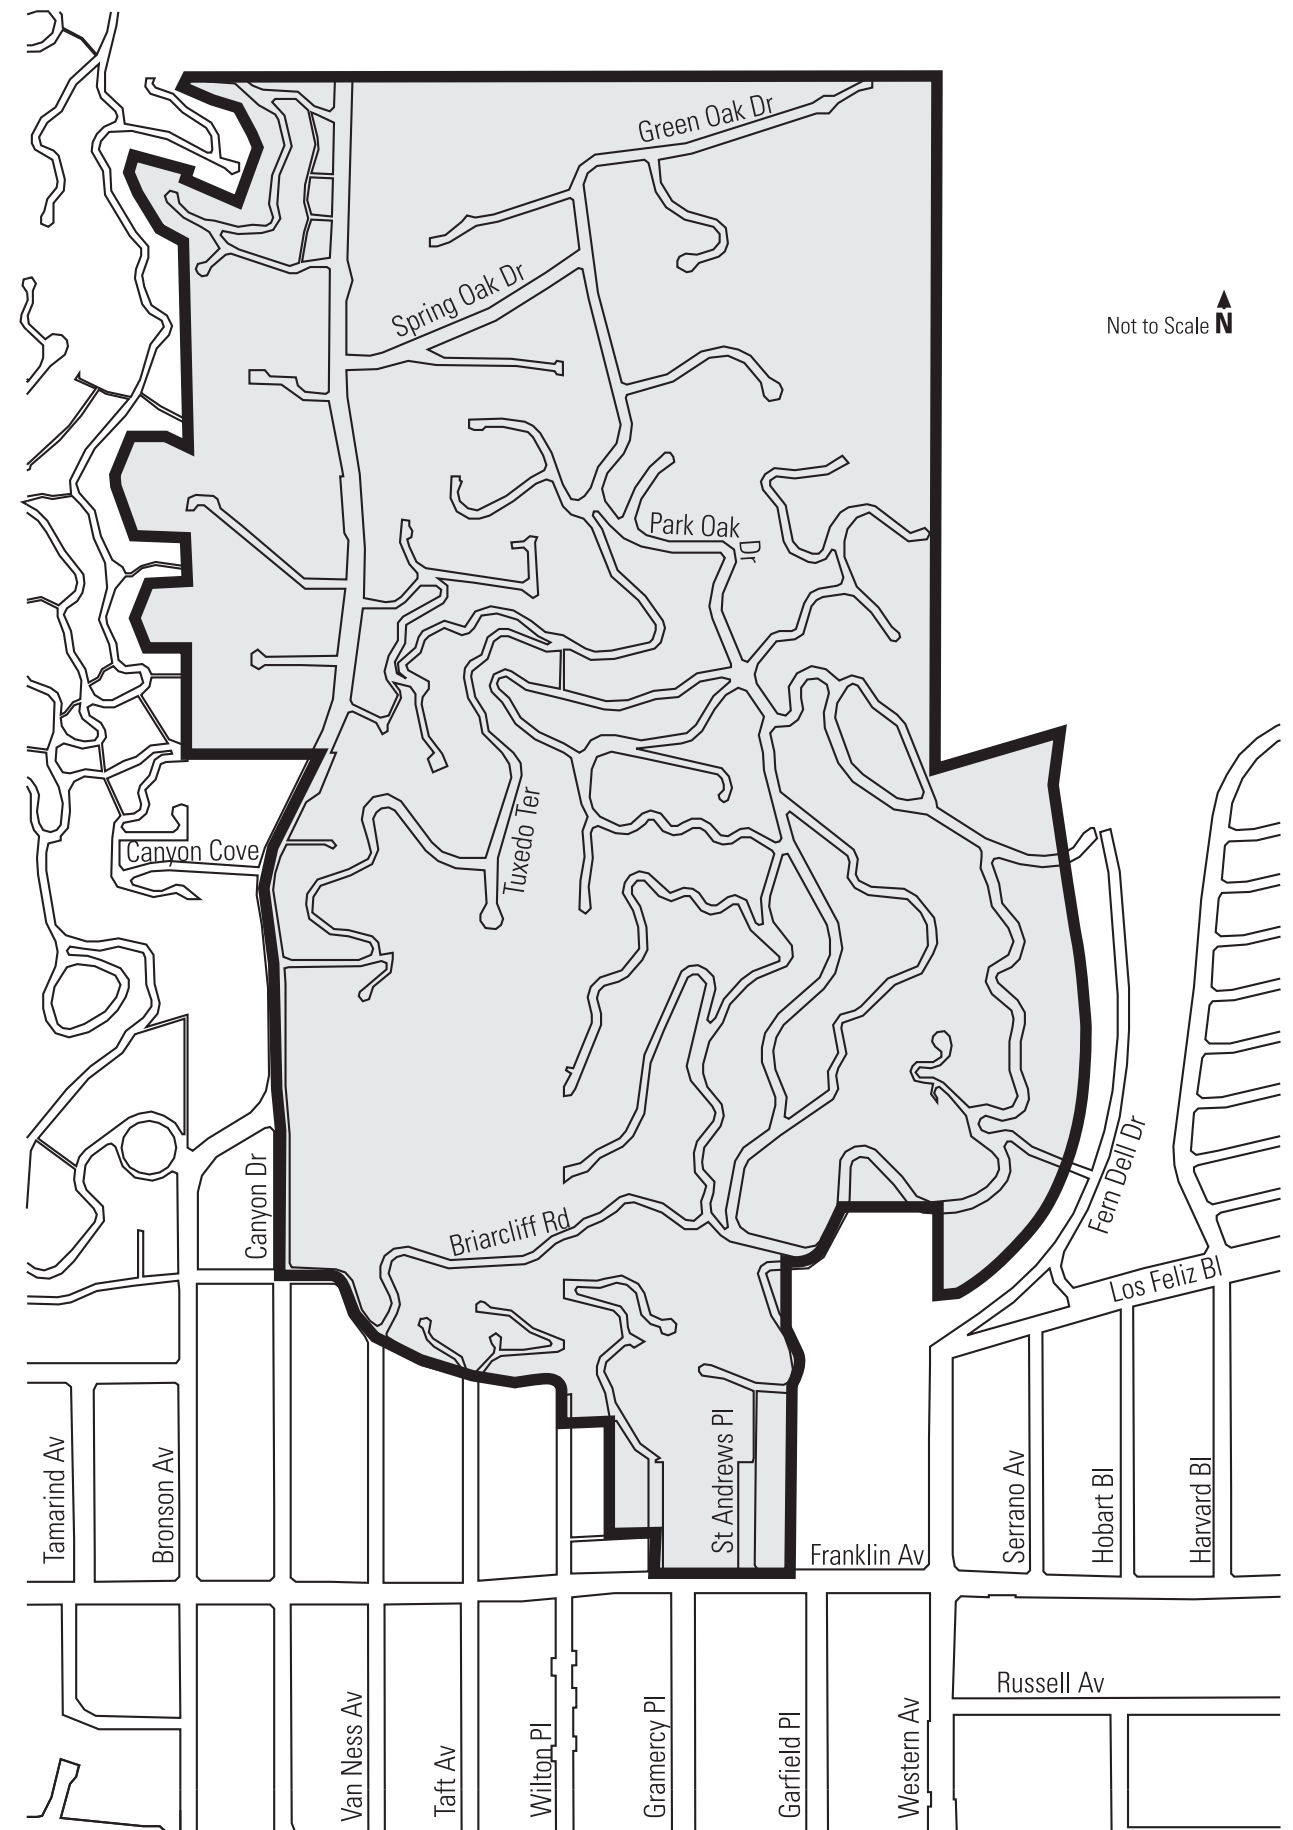 Green Oak Dr
Spring Oak Dr
Not to Scale N
Park Oak
Dr
Tuxedo Ter
Canyon Cove
Canyon Dr
Fern Dell Dr
Briarcliff Rd
Los Feliz Bl
Tamarind Av
Bronson Av
St Andrews Pl
Franklin Av
Serrano Av
Hobart Bl
Harvard Bl
Russell Av
Van Ness Av
Taft Av
Wilton Pl
Gramercy Pl
Garfield Pl
Western Av